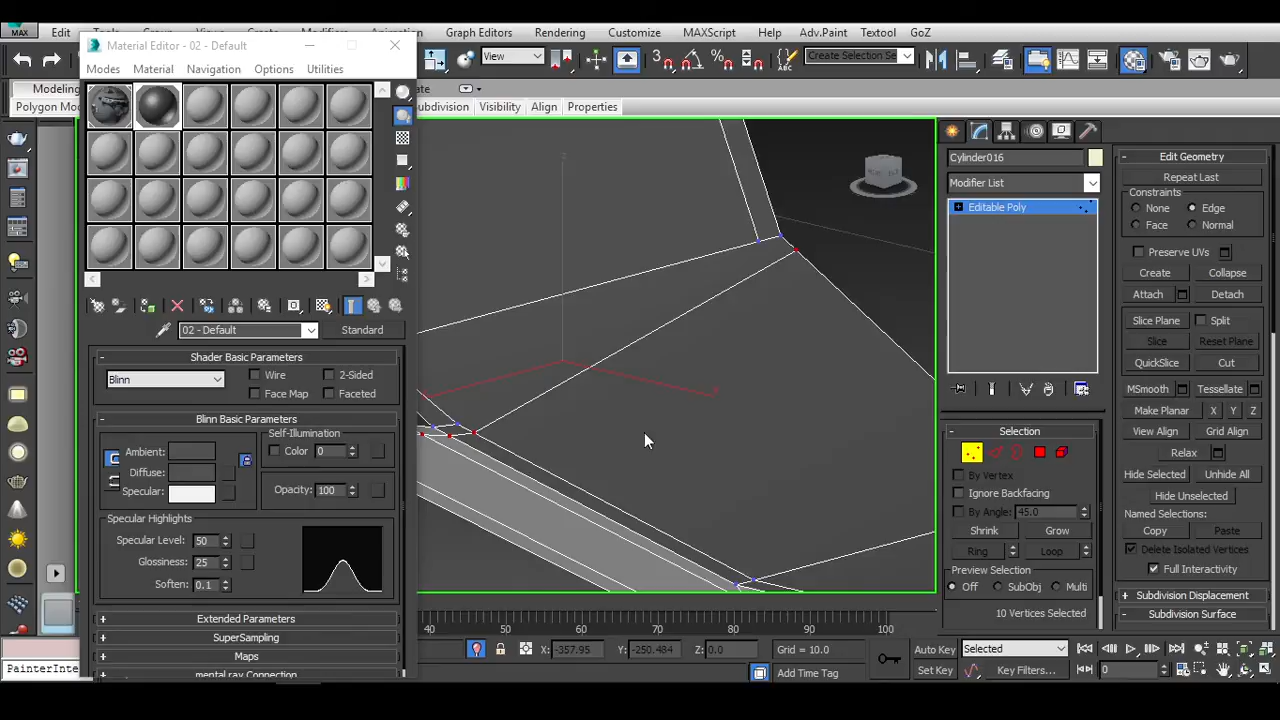 MAX
Edit
Graph Editors
Rendering
Customize
MAXScript
Help
Adv.Paint
Textool
GoZ
Material Editor - 02 - Default
View
Create Selection Se
Modeling
Polygon Mod
Modes
Material
Navigation
Options
Utilities
ubdivision
Visibility
Align
Properties
02 - Default
Standard
Shader Basic Parameters
Blinn
Wire
2-Sided
Face Map
Faceted
Blinn Basic Parameters
Self-Illumination
Ambient:
Color
0
Diffuse:
Specular:
Opacity:
100
Specular Highlights
Specular Level:
50
Glossiness:
25
Soften:
0.1
Extended Parameters
SuperSampling
Maps
mental ray Connection
Cylinder016
Modifier List
Editable Poly
Selection
By Vertex
Ignore Backfacing
By Angle:
45.0
Shrink
Grow
Ring
Loop
Preview Selection
Off
SubObj
Multi
10 Vertices Selected
Edit Geometry
Repeat Last
Constraints
None
Edge
Face
Normal
Preserve UVs
Create
Collapse
Attach
Detach
Slice Plane
Split
Slice
Reset Plane
QuickSlice
Cut
MSmooth
Tessellate
Make Planar
X
Y
Z
View Align
Grid Align
Relax
Hide Selected
Unhide All
Hide Unselected
Named Selections:
Copy
Paste
Delete Isolated Vertices
Full Interactivity
Subdivision Displacement
Subdivision Surface
40
50
60
70
80
90
100
X:
-357.95
Y:
-250.484
Z:
0.0
Grid = 10.0
Add Time Tag
Auto Key
Selected
Set Key
Key Filters...
0
PainterInte